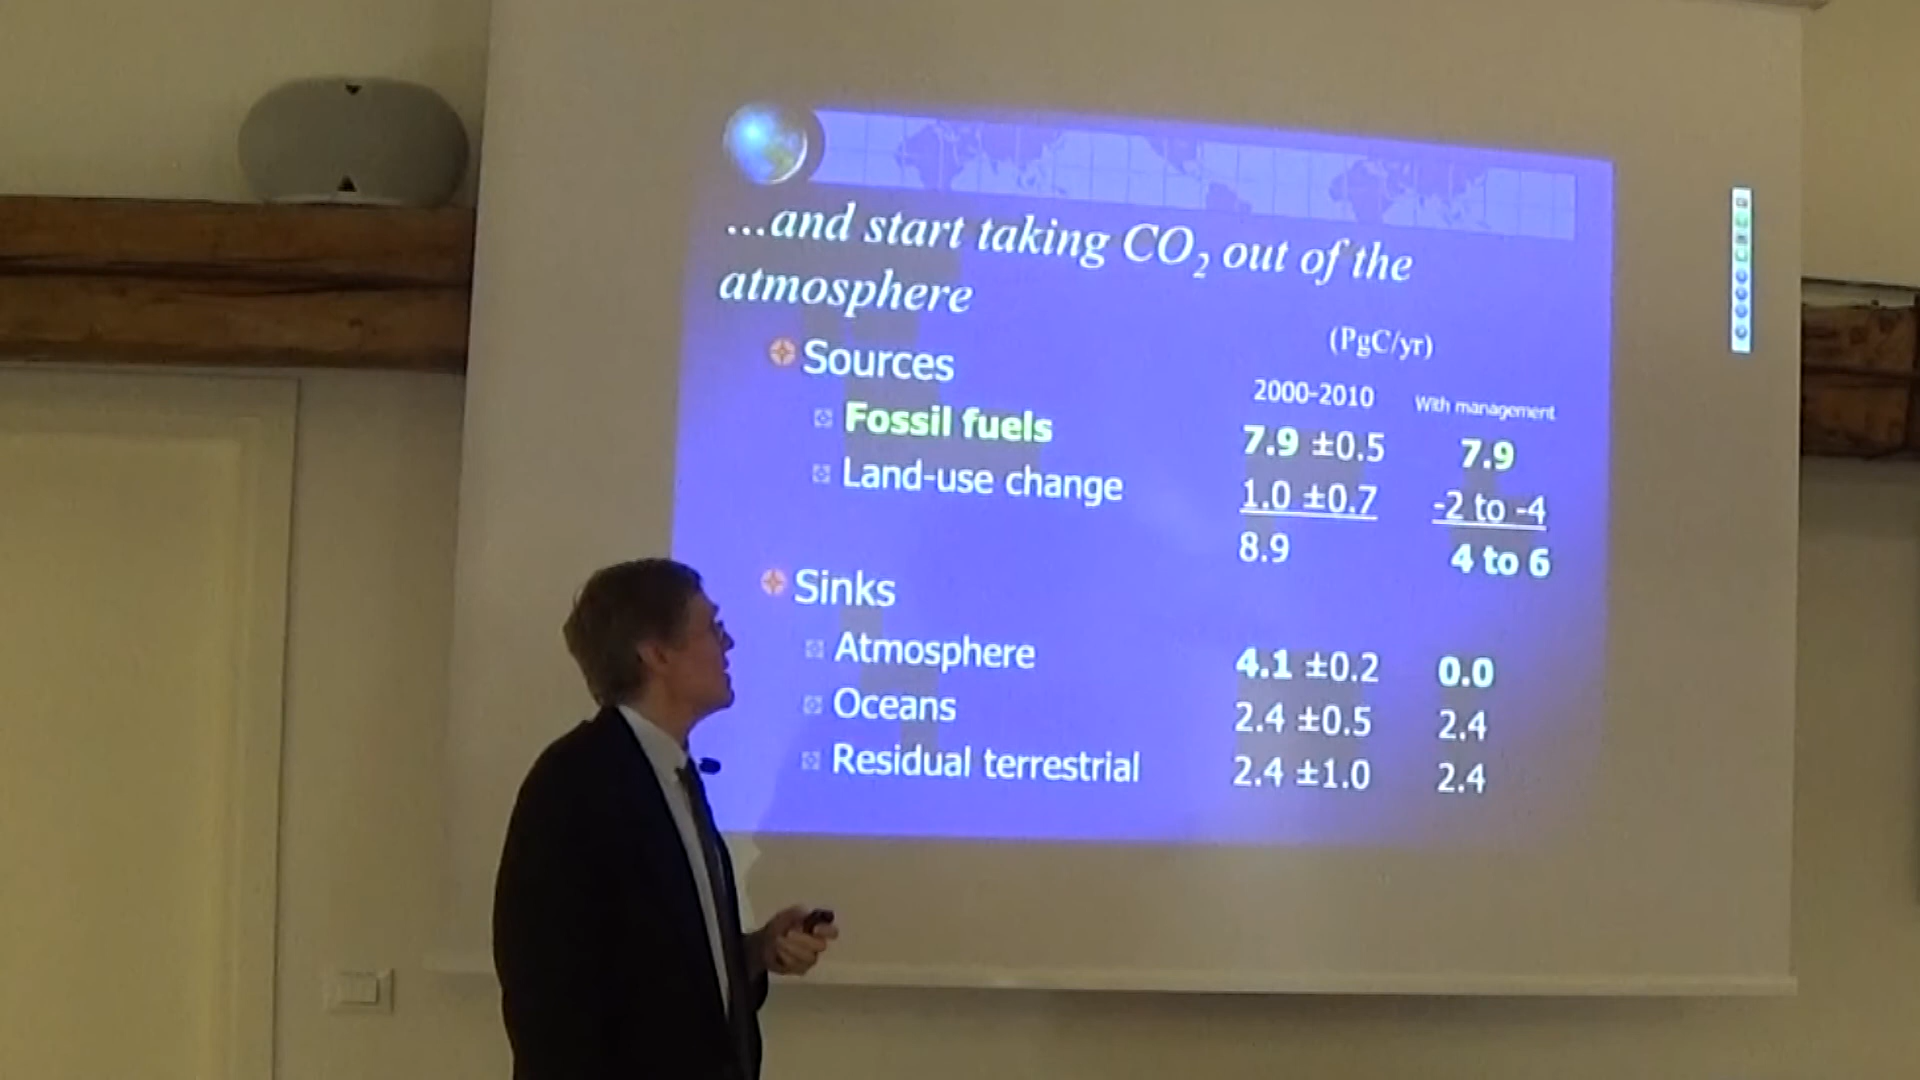 ...and start taking CO₂ out of the
atmosphere
(PgC/yr)
Sources 2000-2010 With management
Fossil fuels 7.9 ±0.5 7.9
Land-use change 1.0 ±0.7 -2 to -4
8.9 4 to 6
Sinks
Atmosphere 4.1 ±0.2 0.0
Oceans 2.4 ±0.5 2.4
Residual terrestrial 2.4 ±1.0 2.4